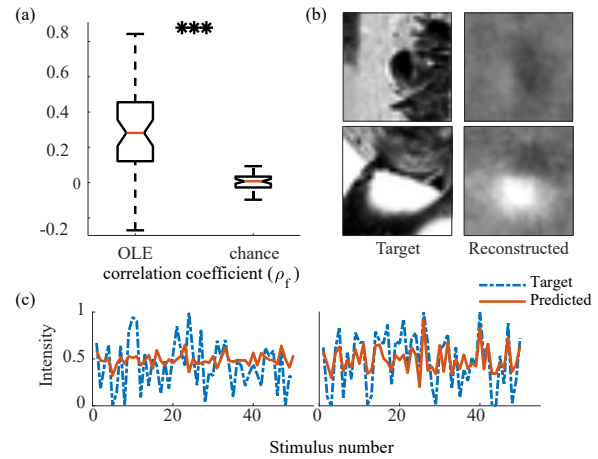 (a)
***
0.8
0.6
0.4
0.2
0
-0.2
OLE chance
correlation coefficient (ρf)
(b)
Target Reconstructed
(c)
Target
Predicted
Intensity
1
0.5
0
0 20 40
0 20 40
Stimulus number